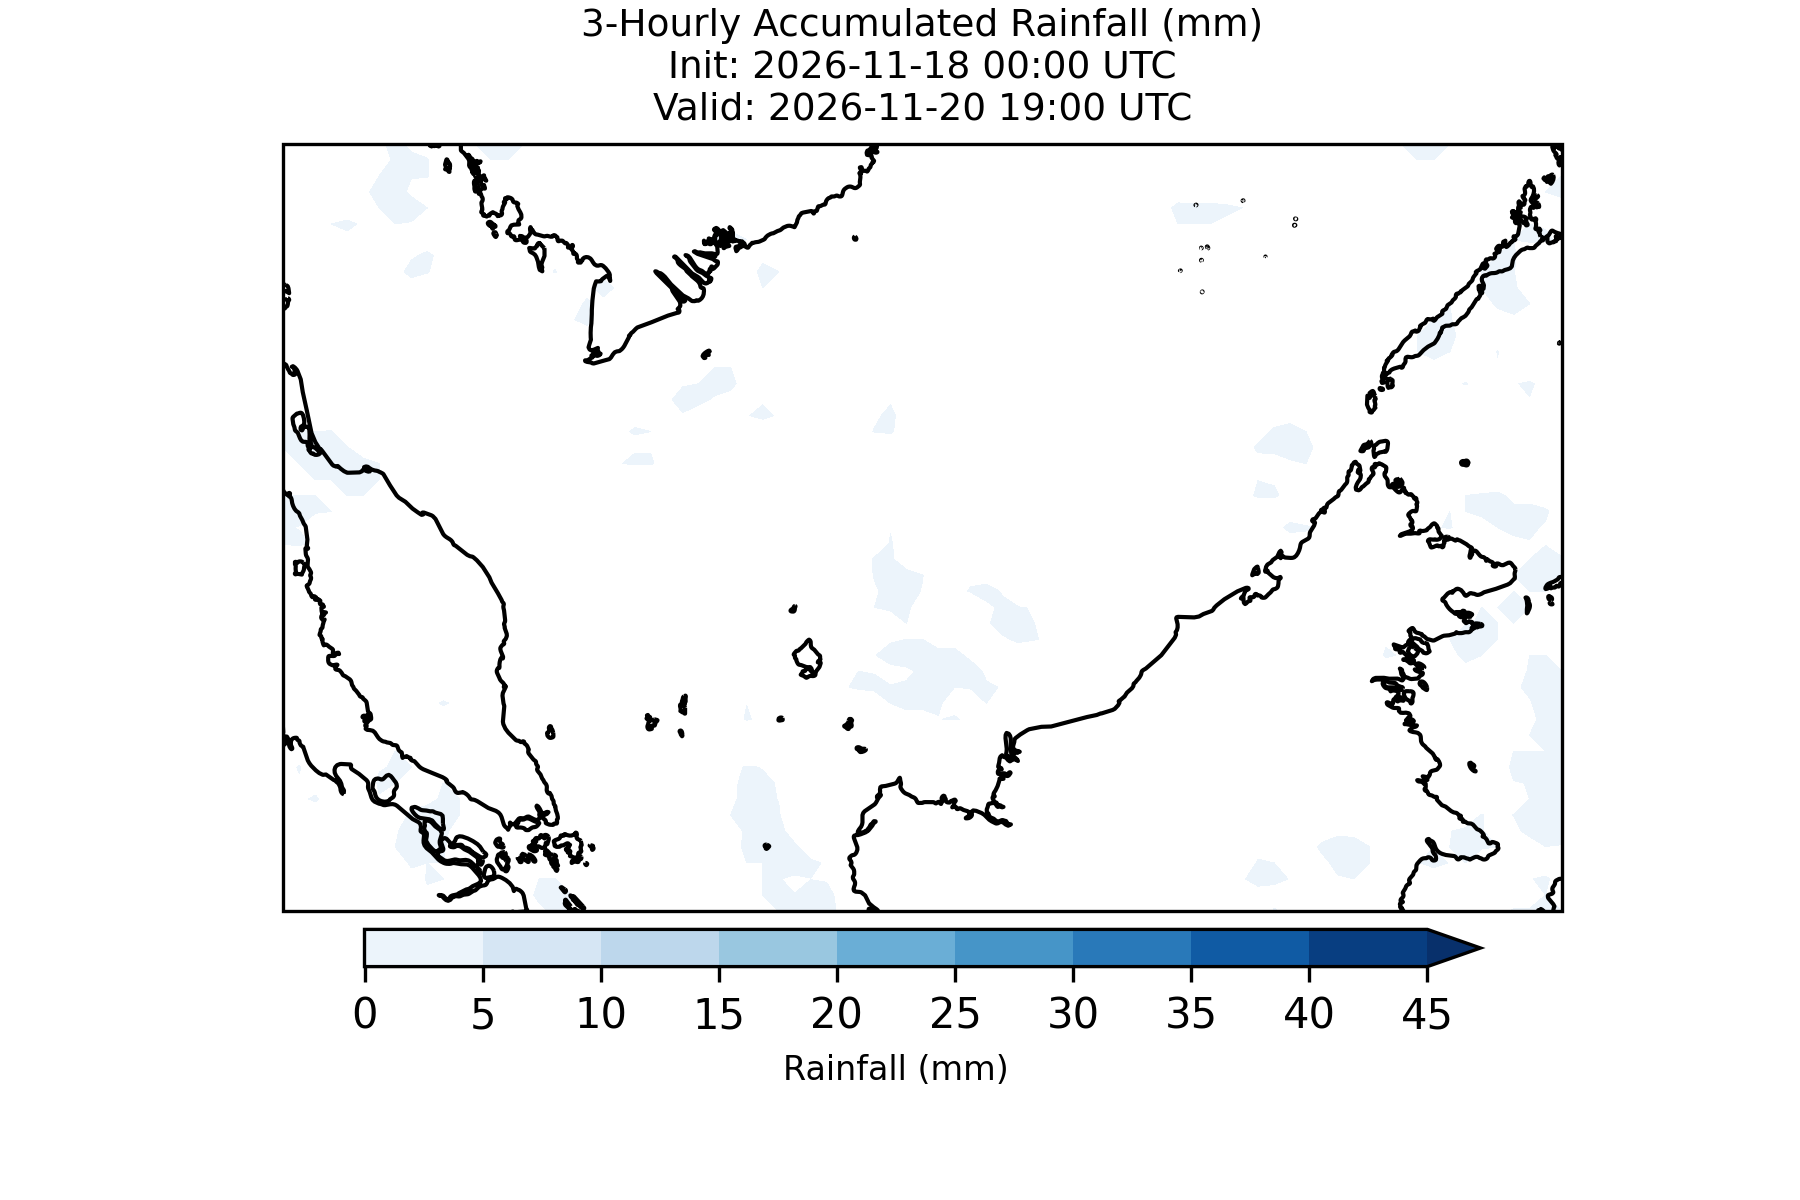 3-Hourly Accumulated Rainfall (mm)
Init: 2026-11-18 00:00 UTC
Valid: 2026-11-20 19:00 UTC
0 5 10 15 20 25 30 35 40 45
Rainfall (mm)